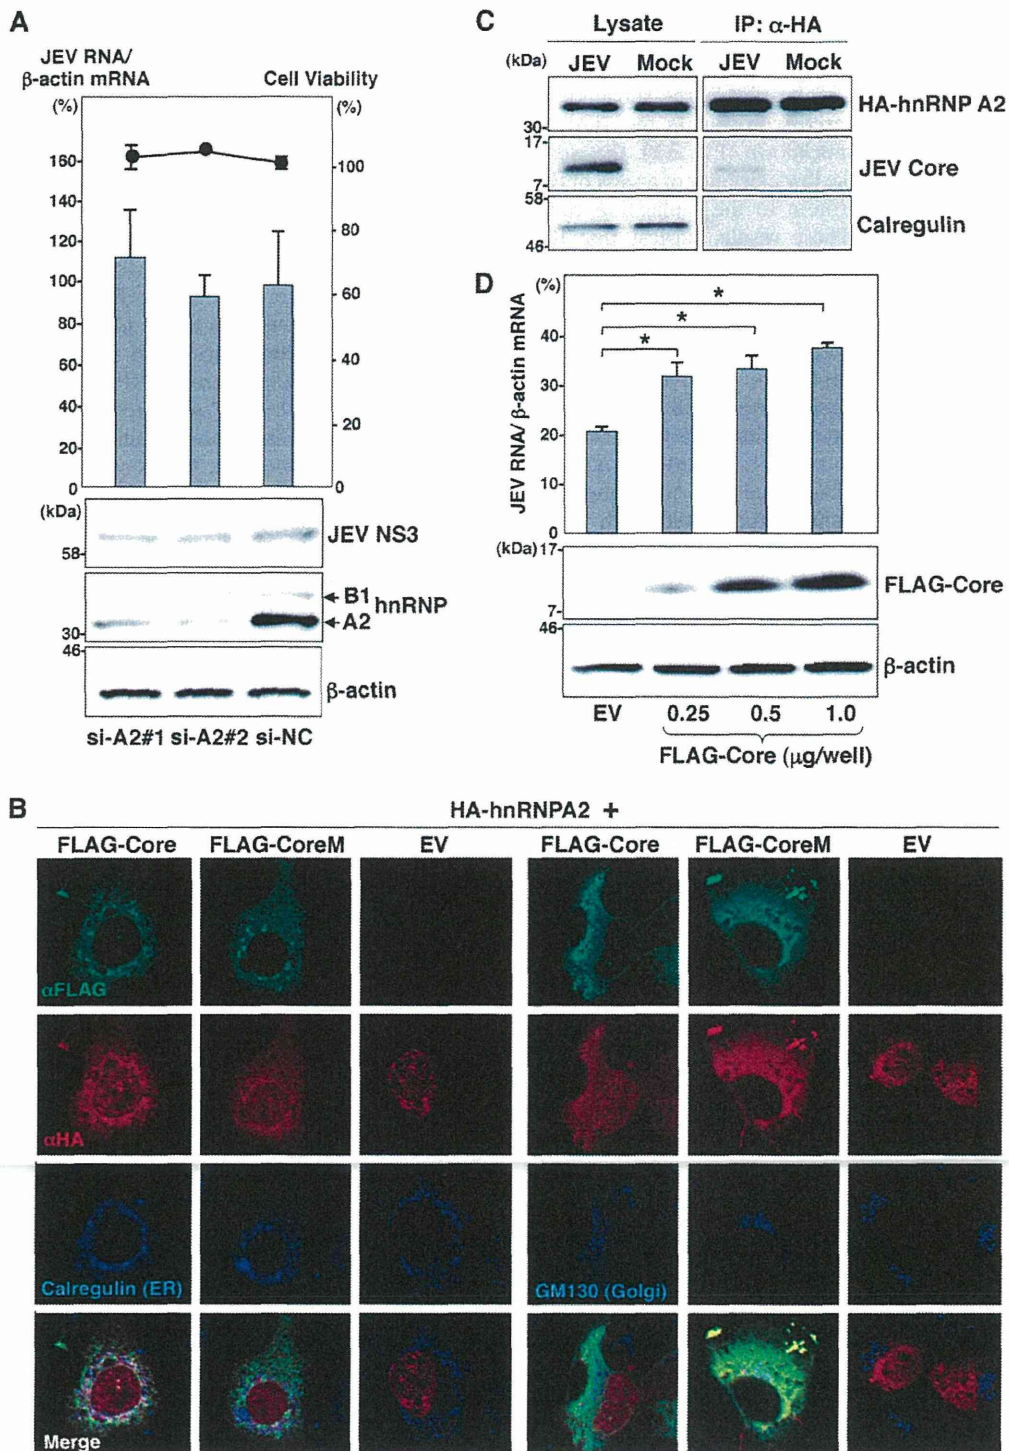 A
JEV RNA/
β-actin mRNA
Cell Viability
(%)
(%)
160
140
120
100
80
60
40
20
0
100
80
60
40
20
0
(kDa)
58
JEV NS3
30
B1
hnRNP
A2
46
β-actin
si-A2#1 si-A2#2 si-NC
C
Lysate
IP: α-HA
(kDa)
JEV Mock JEV Mock
30
HA-hnRNP A2
17
7
JEV Core
58
46
Calregulin
D
(%)
JEV RNA/ β-actin mRNA
40
30
20
10
0
*
*
*
(kDa)
17
7
FLAG-Core
46
β-actin
EV 0.25 0.5 1.0
FLAG-Core (μg/well)
B
HA-hnRNPA2 +
FLAG-Core FLAG-CoreM EV FLAG-Core FLAG-CoreM EV
αFLAG
αHA
Calregulin (ER)
GM130 (Golgi)
Merge